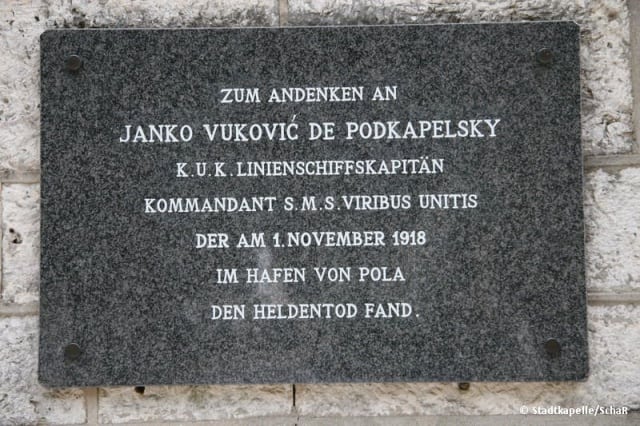 ZUM ANDENKEN AN
JANKO VUKOVIĆ DE PODKAPELSKY
K.U.K. LINIENSCHIFFSKAPITÄN
KOMMANDANT S.M.S. VIRIBUS UNITIS
DER AM 1. NOVEMBER 1918
IM HAFEN VON POLA
DEN HELDENTOD FAND.
© Stadtkapelle/SchaR